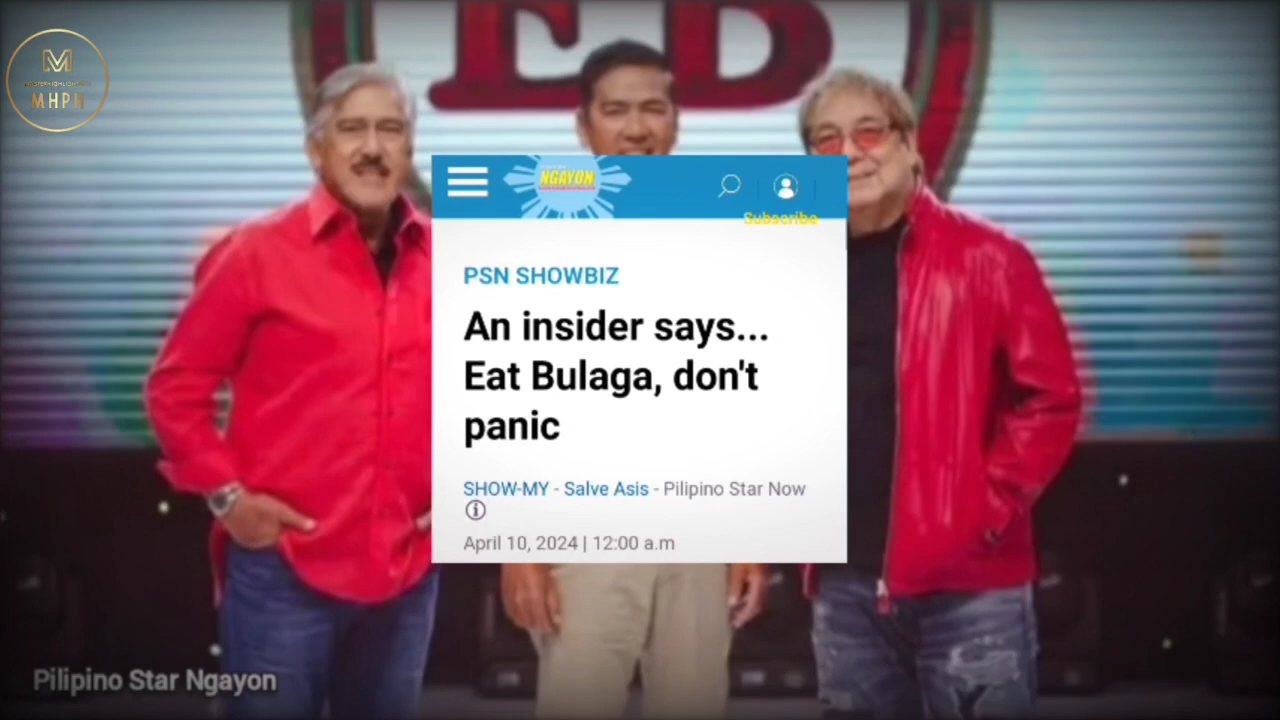 EB
M
MHPH
NGAYON
Subscribe
PSN SHOWBIZ
An insider says...
Eat Bulaga, don't
panic
SHOW-MY - Salve Asis - Pilipino Star Now
April 10, 2024 | 12:00 a.m
Pilipino Star Ngayon